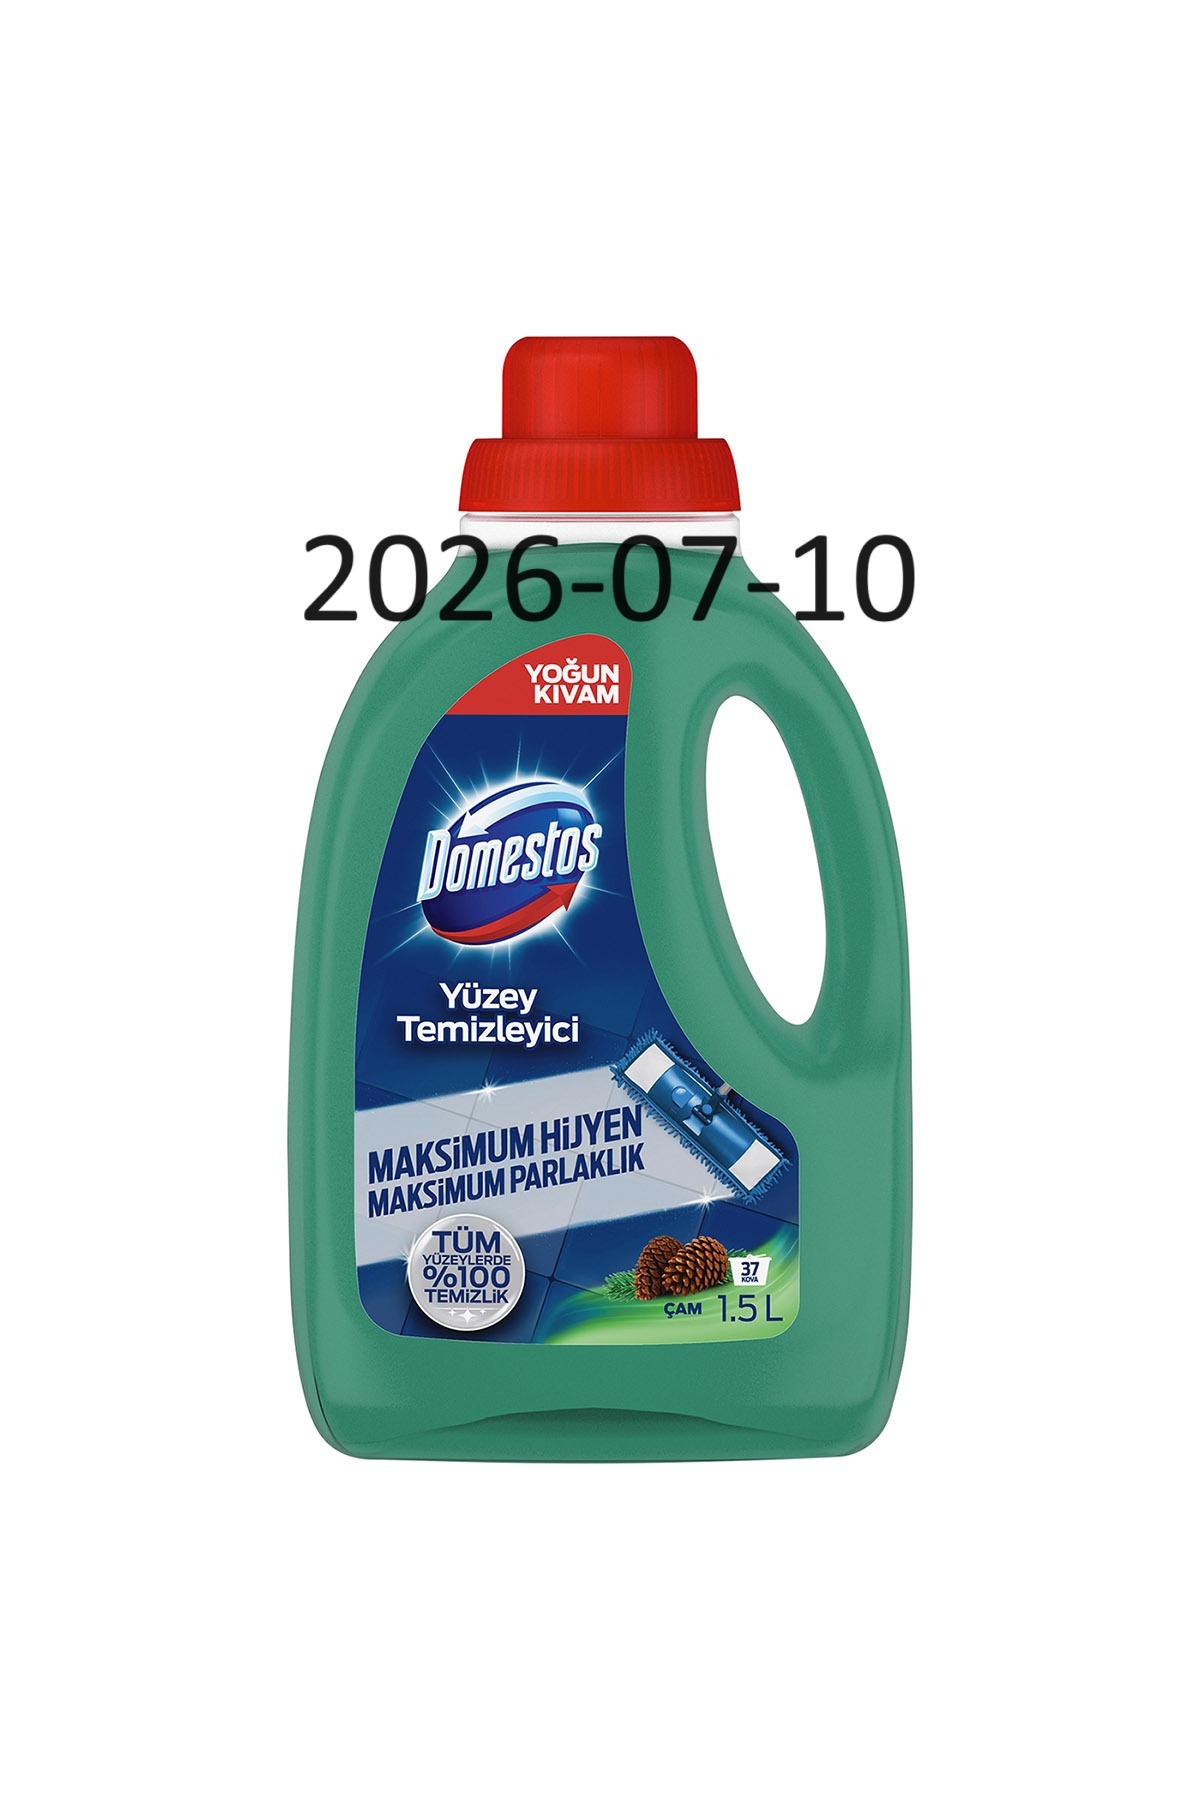 2026-07-10
YOĞUN
KIVAM
Domestos
Yüzey
Temizleyici
MAKSİMUM HİJYEN
MAKSİMUM PARLAKLIK
TÜM
YÜZEYLERDE
%100
TEMİZLİK
37
KOVA
ÇAM 1.5 L